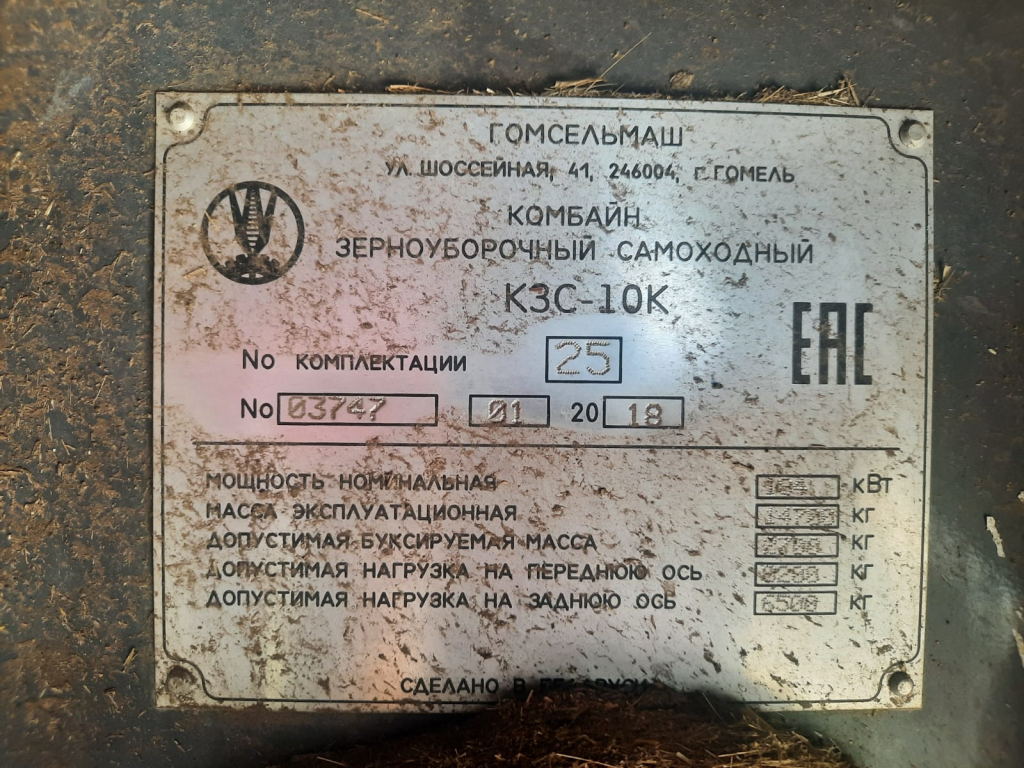 ГОМСЕЛЬМАШ
УЛ. ШОССЕЙНАЯ, 41, 246004, Г. ГОМЕЛЬ
КОМБАЙН
ЗЕРНОУБОРОЧНЫЙ САМОХОДНЫЙ
КЗС-10К
EAC
No КОМПЛЕКТАЦИИ 25
No 03747 01 20 18
МОЩНОСТЬ НОМИНАЛЬНАЯ кВт
МАССА ЭКСПЛУАТАЦИОННАЯ кг
ДОПУСТИМАЯ БУКСИРУЕМАЯ МАССА кг
ДОПУСТИМАЯ НАГРУЗКА НА ПЕРЕДНЮЮ ОСЬ кг
ДОПУСТИМАЯ НАГРУЗКА НА ЗАДНЮЮ ОСЬ 6500 кг
СДЕЛАНО В